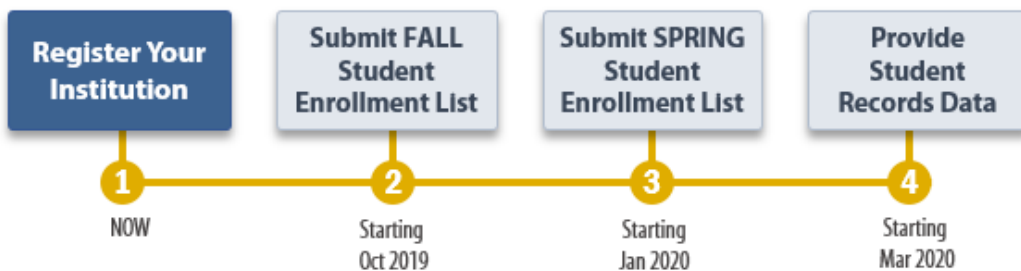 Register Your
Institution
Submit FALL
Student
Enrollment List
Submit SPRING
Student
Enrollment List
Provide
Student
Records Data
1
2
3
4
NOW
Starting
Oct 2019
Starting
Jan 2020
Starting
Mar 2020